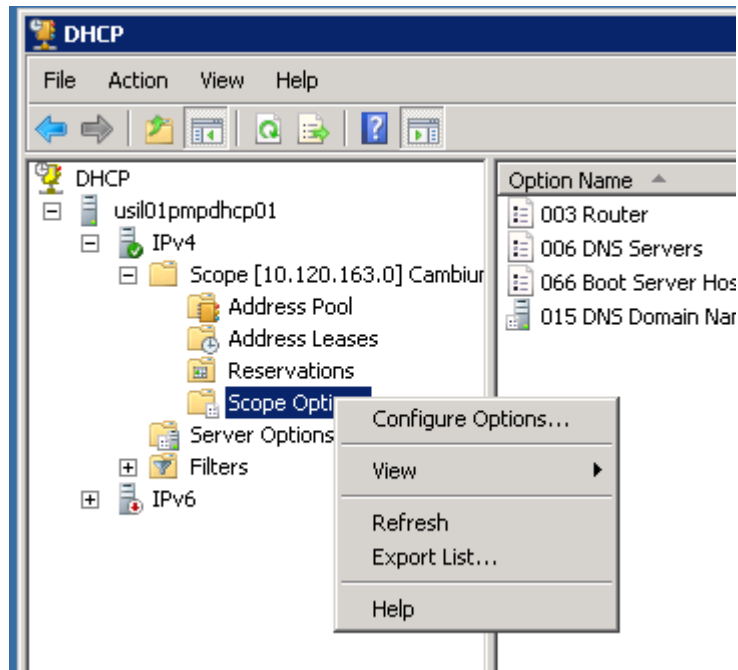 DHCP
File Action View Help
DHCP
usil01pmpdhcp01
IPv4
Scope [10.120.163.0] Cambiur
Address Pool
Address Leases
Reservations
Scope Opti
Server Options
Filters
IPv6
Option Name
003 Router
006 DNS Servers
066 Boot Server Hos
015 DNS Domain Nar
Configure Options...
View
Refresh
Export List...
Help